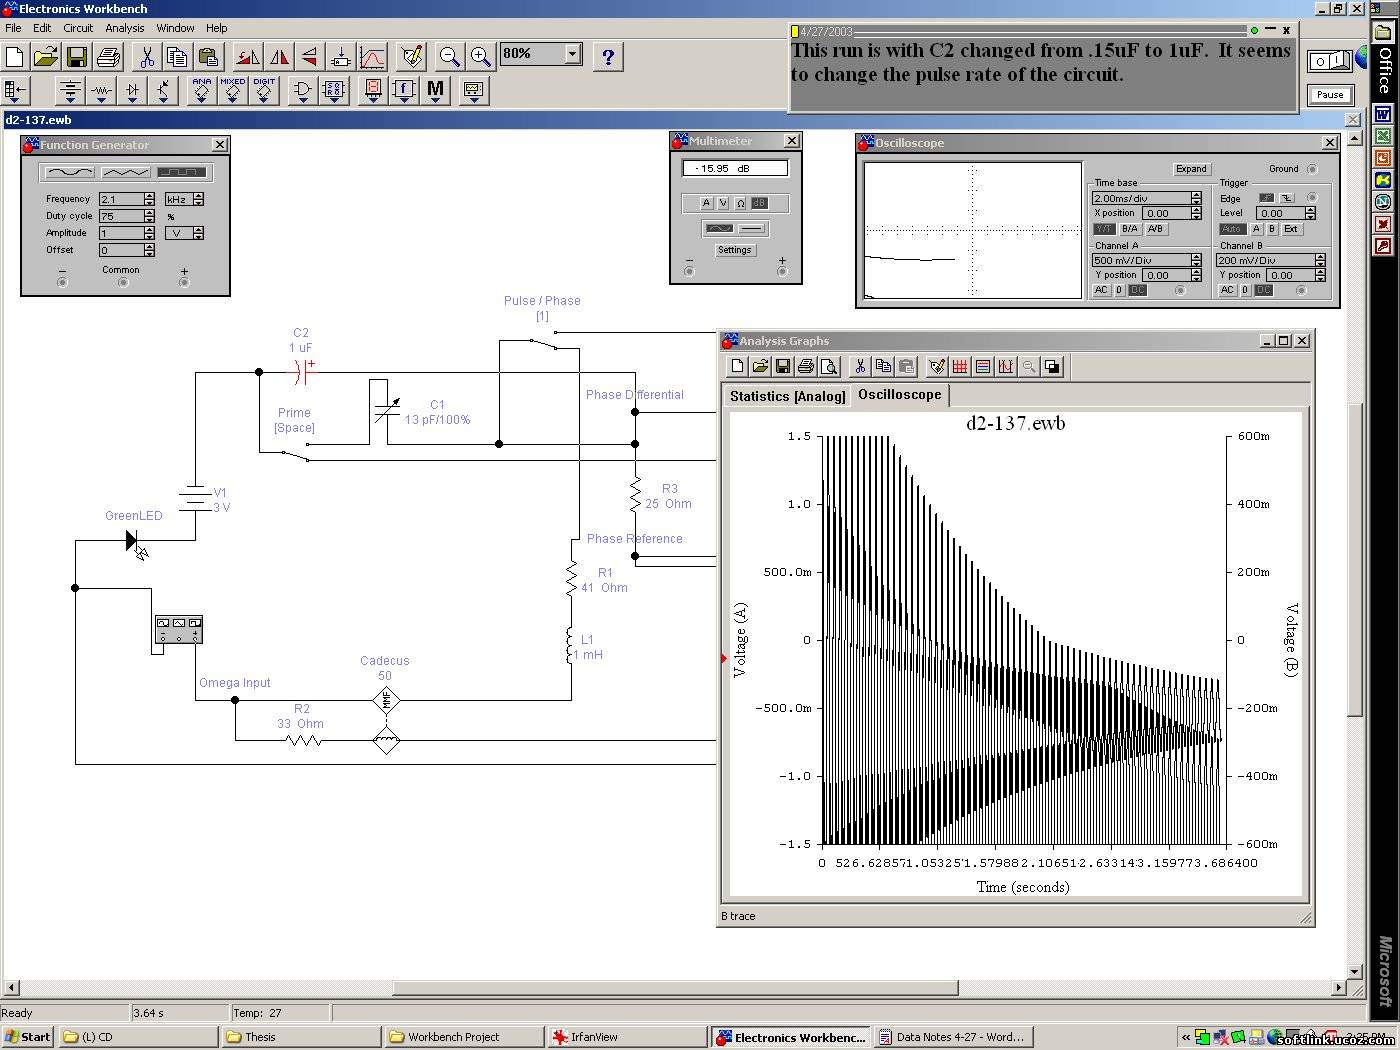 Electronics Workbench
File Edit Circuit Analysis Window Help
80%
?
ANA MIXED DIGIT
f M
4/27/2003
This run is with C2 changed from .15uF to 1uF. It seems
to change the pulse rate of the circuit.
Pause
Office
d2-137.ewb
Function Generator
Frequency 2.1 kHz
Duty cycle 75 %
Amplitude 1 V
Offset 0
Common
− +
Multimeter
-15.95 dB
A V Ω dB
Settings
− +
Oscilloscope
Expand
Ground
Time base
2.00ms/div
X position 0.00
Y/T B/A A/B
Trigger
Edge
Level 0.00
Auto A B Ext
Channel A
500 mV/Div
Y position 0.00
AC 0 DC
Channel B
200 mV/Div
Y position 0.00
AC 0 DC
Pulse / Phase
[1]
C2
1 uF
Prime
[Space]
C1
13 pF/100%
Phase Differential
V1
3 V
R3
25 Ohm
GreenLED
Phase Reference
R1
41 Ohm
L1
1 mH
Cadecus
50
MMF
Omega Input
R2
33 Ohm
Analysis Graphs
Statistics [Analog] Oscilloscope
d2-137.ewb
1.5 600m
1.0 400m
500.0m 200m
0 0
-500.0m -200m
-1.0 -400m
-1.5 -600m
Voltage (A)
Voltage (B)
Time (seconds)
B trace
Ready 3.64 s Temp: 27
Microsoft
Start (L) CD Thesis Workbench Project IrfanView Electronics Workbenc... Data Notes 4-27 - Word...
softlink.ucoz.com